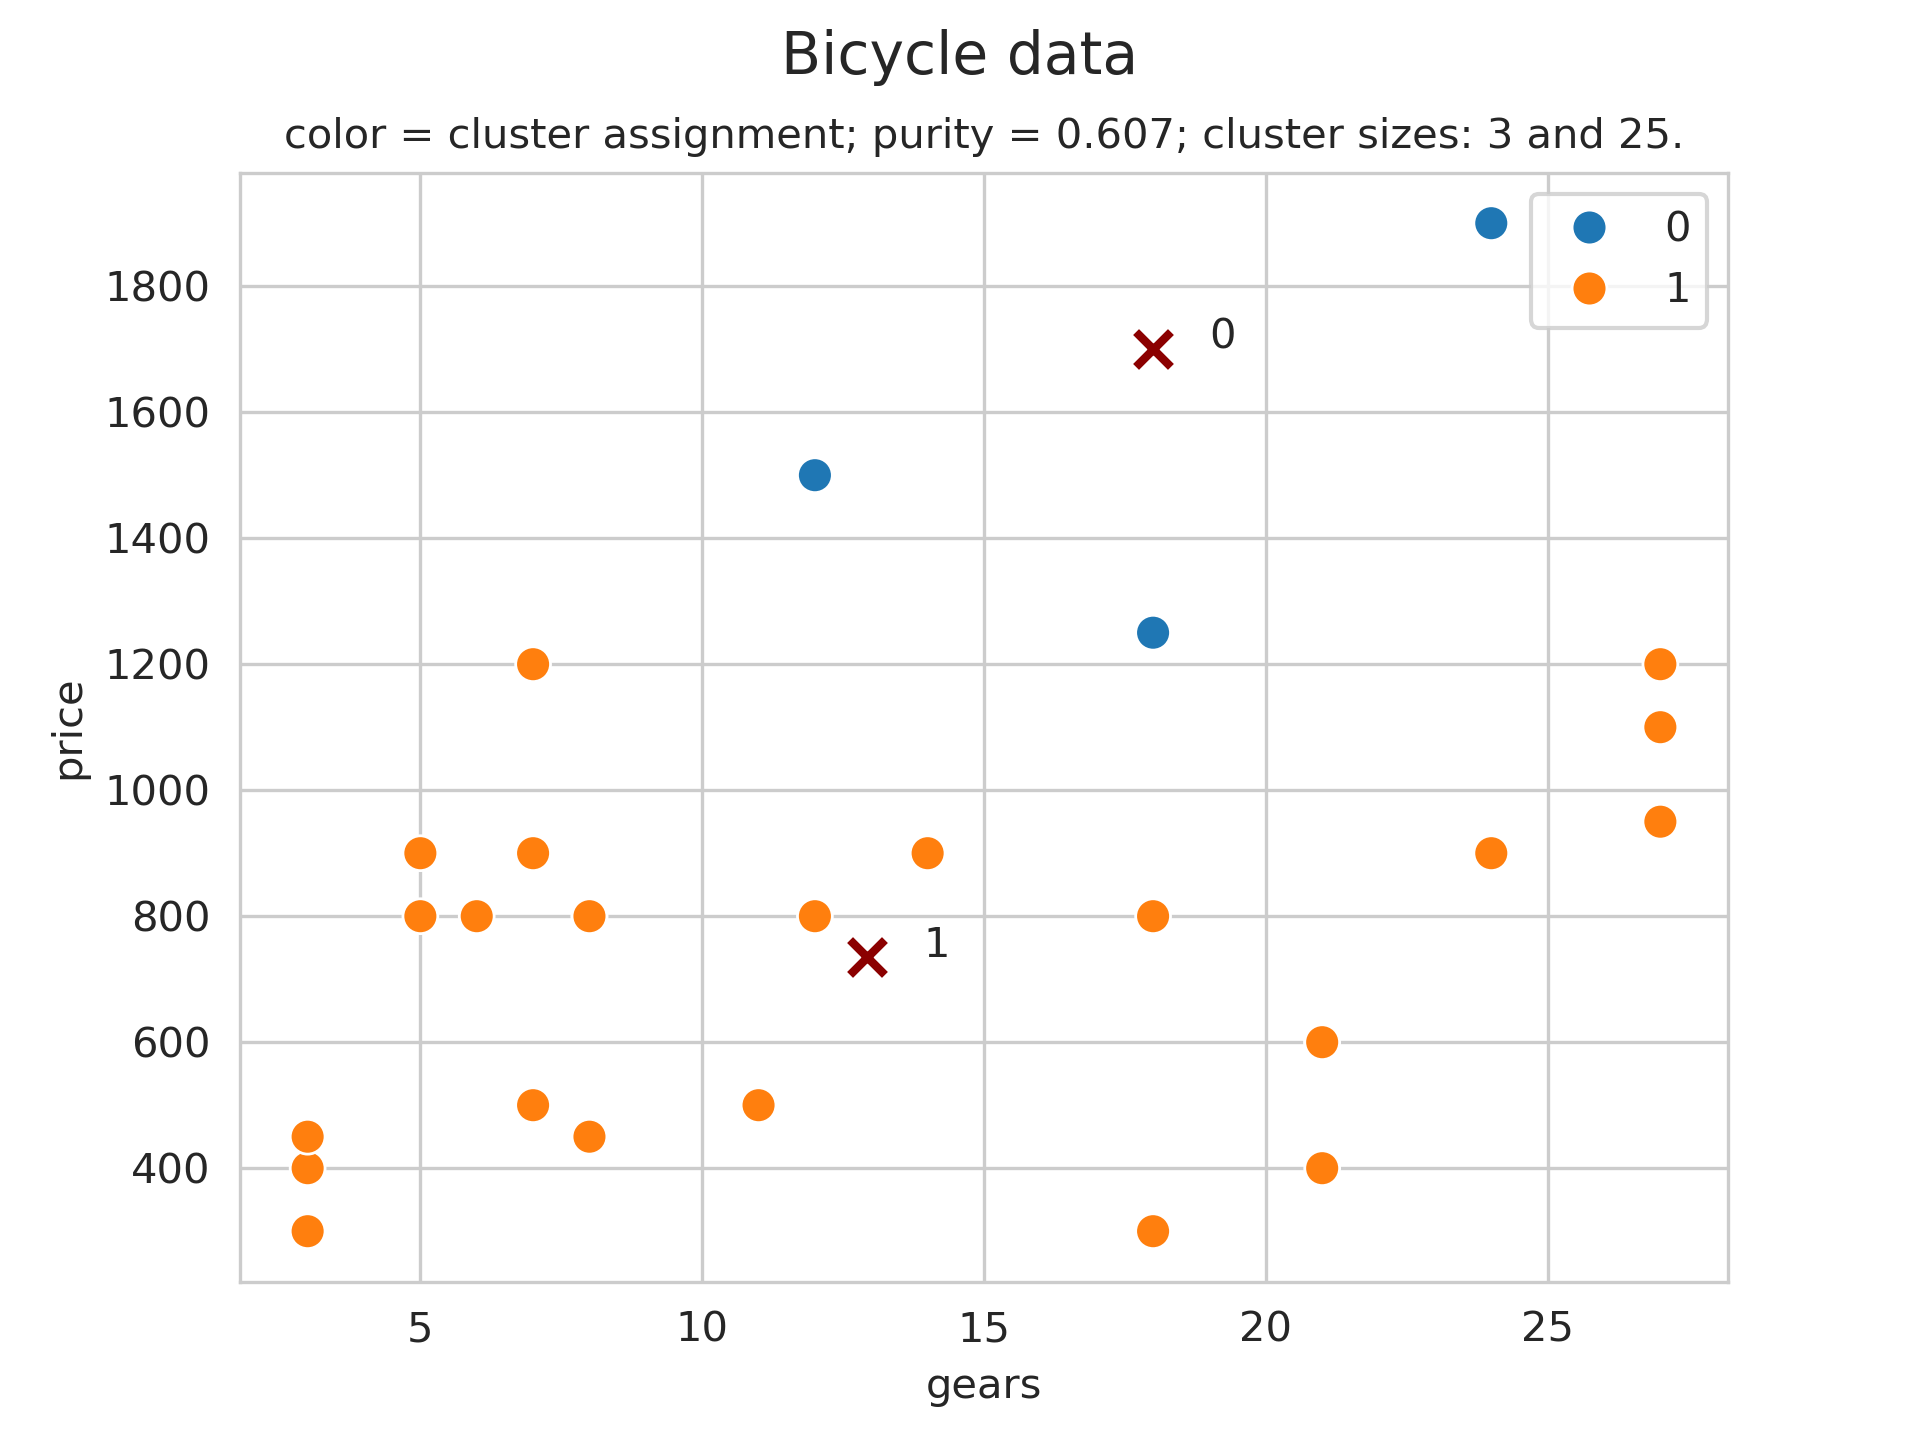 Bicycle data
color = cluster assignment; purity = 0.607; cluster sizes: 3 and 25.
0
1
0
1
1800
1600
1400
1200
1000
800
600
400
price
5 10 15 20 25
gears